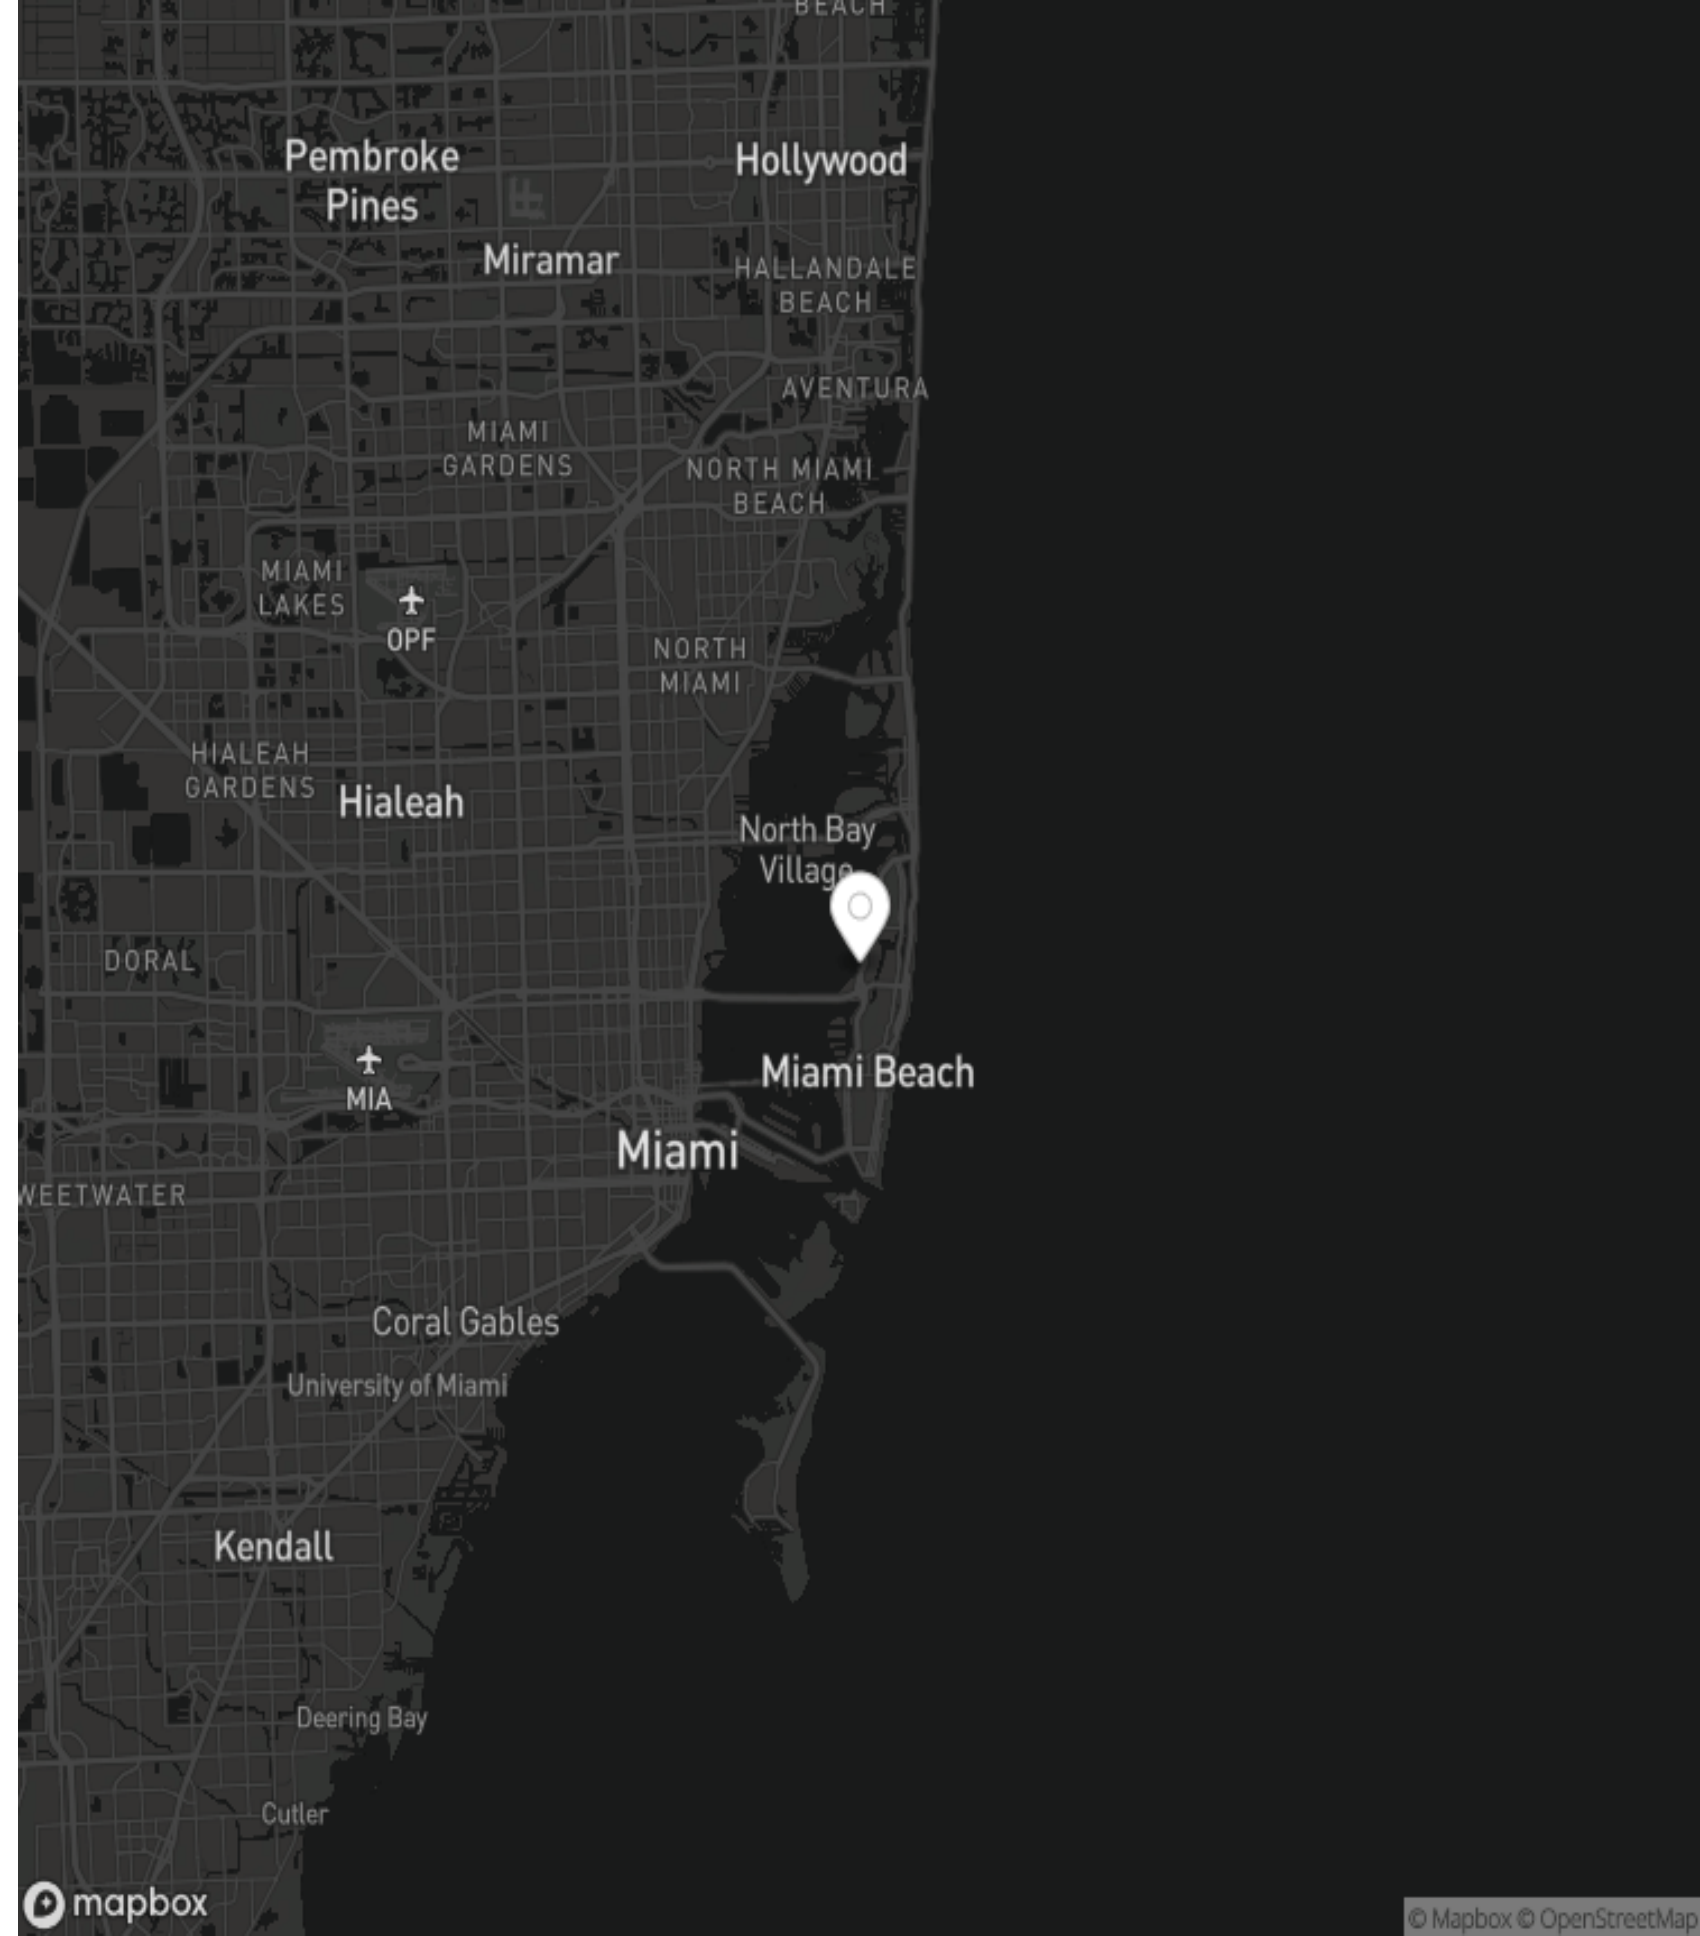 BEACH
Pembroke
Pines
Hollywood
Miramar
HALLANDALE
BEACH
AVENTURA
MIAMI
GARDENS
NORTH MIAMI
BEACH
MIAMI
LAKES
OPF
NORTH
MIAMI
HIALEAH
GARDENS
Hialeah
North Bay
Village
DORAL
MIA
Miami Beach
Miami
WEETWATER
Coral Gables
University of Miami
Kendall
Deering Bay
Cutler
mapbox
© Mapbox © OpenStreetMap